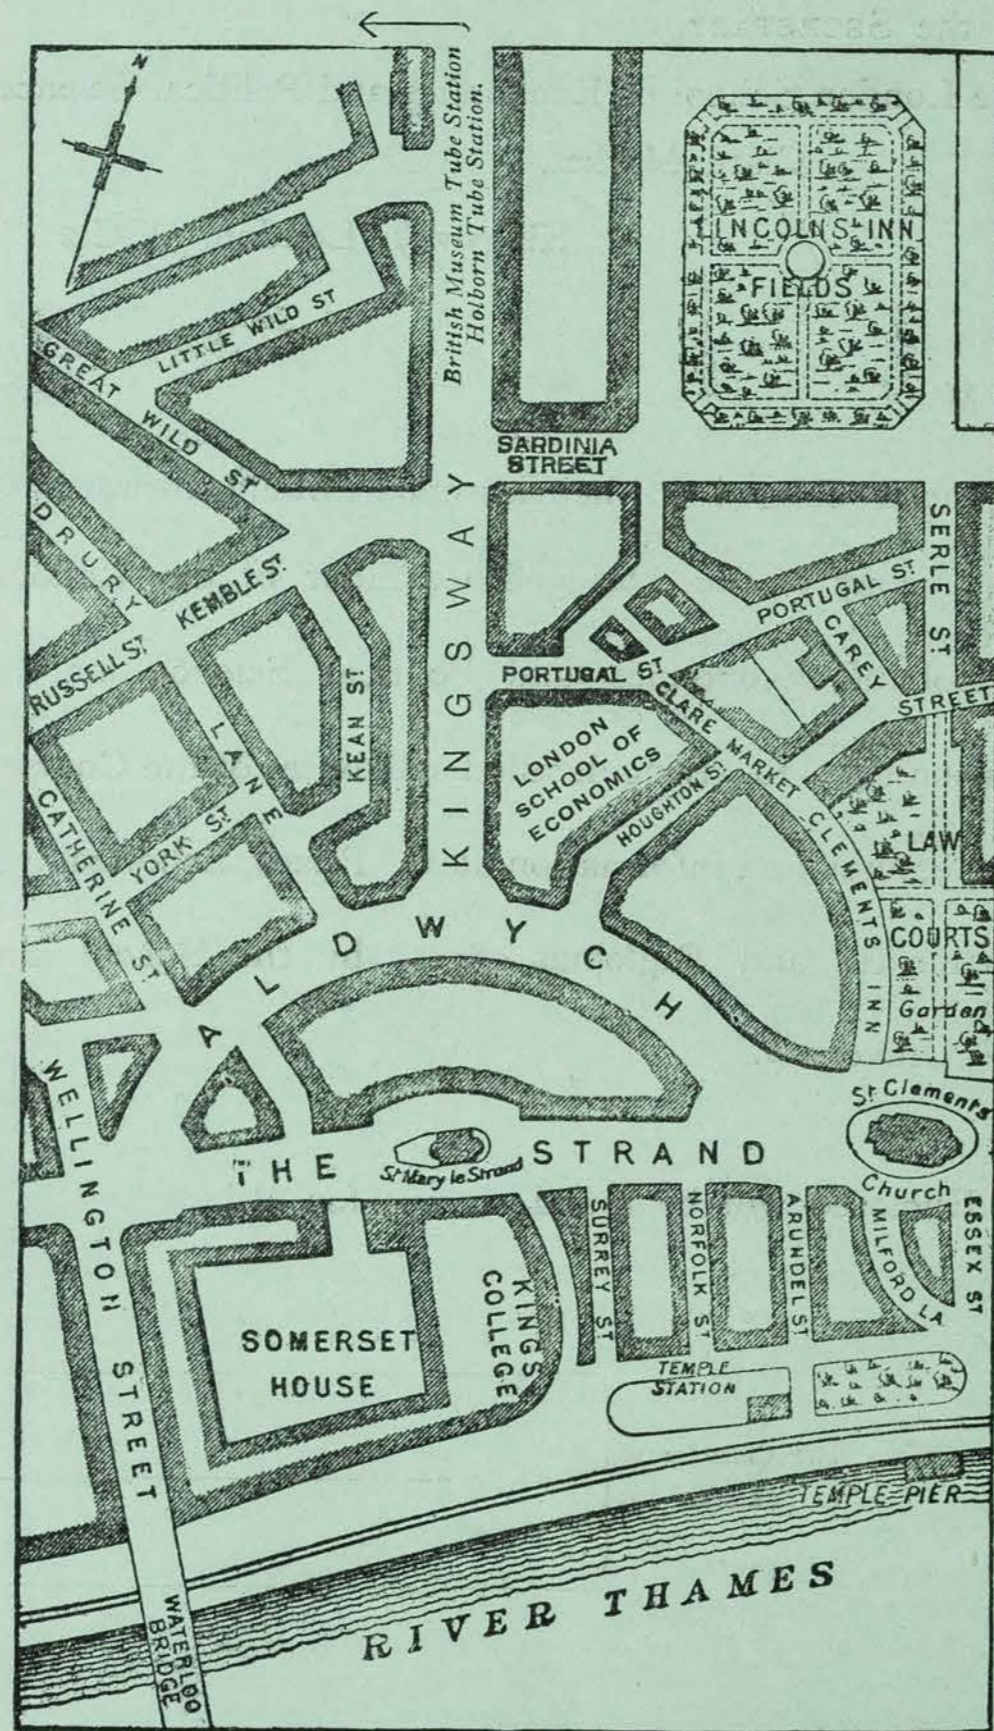 N
British Museum Tube Station
Holborn Tube Station.
LINCOLNS INN
FIELDS
LITTLE WILD ST
GREAT WILD ST
SARDINIA
STREET
DRURY
LANE
KEMBLE ST
RUSSELL ST
KINGSWAY
SERLE ST
PORTUGAL ST
CAREY
STREET
PORTUGAL ST
CLARE MARKET
KEAN ST
LONDON
SCHOOL OF
ECONOMICS
HOUGHTON ST
CLEMENTS INN
LAW
COURTS
Garden
CATHERINE ST
YORK ST
ALDWYCH
WELLINGTON STREET
THE STRAND
St Mary le Strand
St Clements
Church
SURREY ST
NORFOLK ST
ARUNDEL ST
MILFORD LA
ESSEX ST
SOMERSET
HOUSE
KINGS
COLLEGE
TEMPLE
STATION
TEMPLE PIER
RIVER THAMES
WATERLOO
BRIDGE